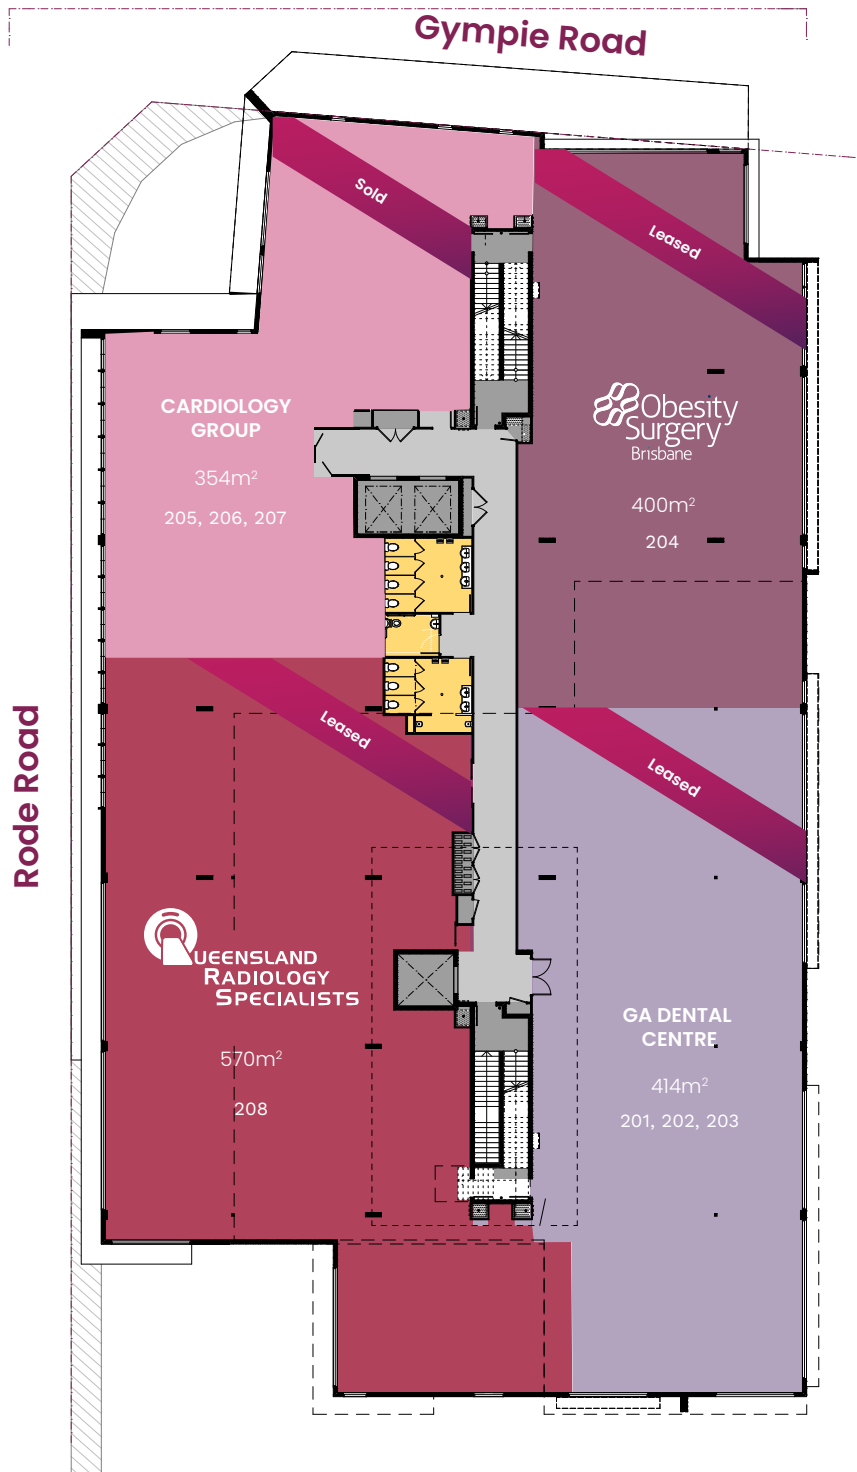 Gympie Road
Sold
Leased
CARDIOLOGY
GROUP
354m²
205, 206, 207
Obesity
Surgery
Brisbane
400m²
204
Rode Road
Leased
Leased
QUEENSLAND
RADIOLOGY
SPECIALISTS
570m²
208
GA DENTAL
CENTRE
414m²
201, 202, 203